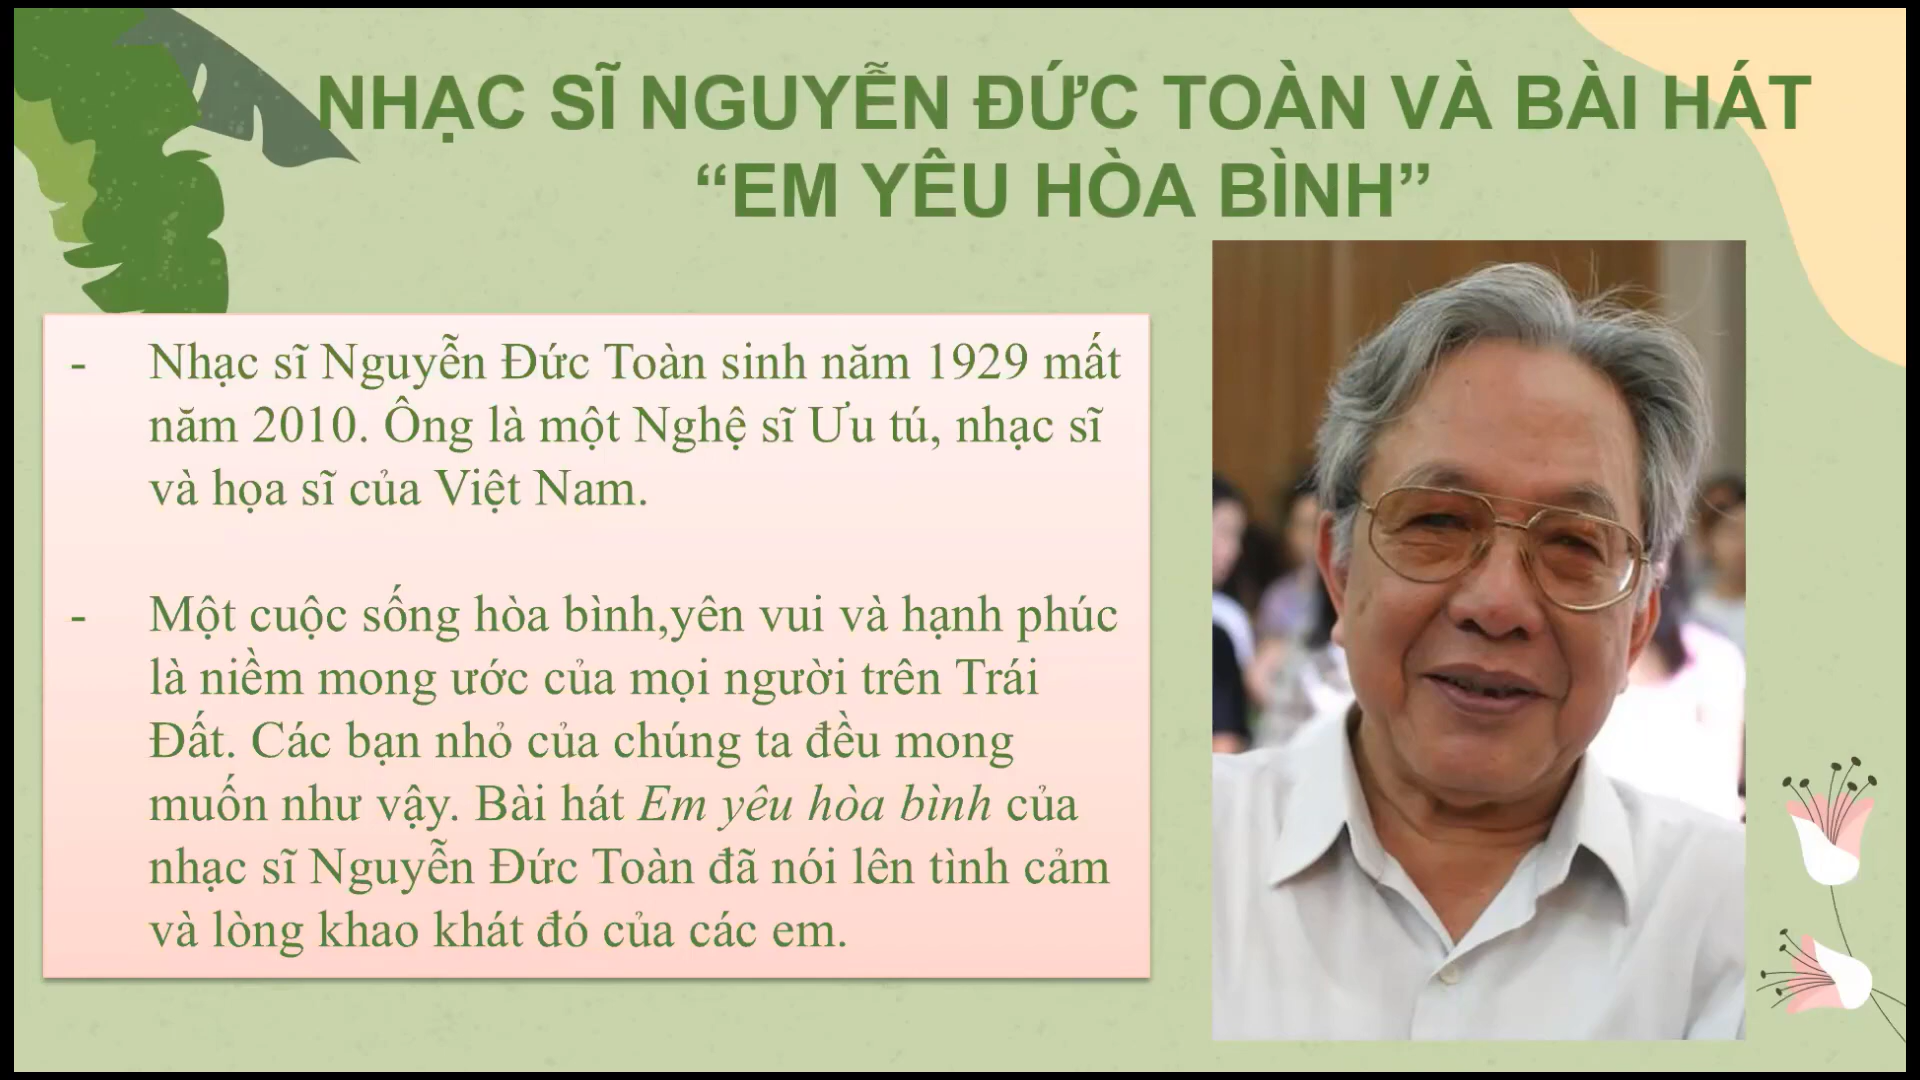 NHẠC SĨ NGUYỄN ĐỨC TOÀN VÀ BÀI HÁT
“EM YÊU HÒA BÌNH”
- Nhạc sĩ Nguyễn Đức Toàn sinh năm 1929 mất
năm 2010. Ông là một Nghệ sĩ Ưu tú, nhạc sĩ
và họa sĩ của Việt Nam.
- Một cuộc sống hòa bình,yên vui và hạnh phúc
là niềm mong ước của mọi người trên Trái
Đất. Các bạn nhỏ của chúng ta đều mong
muốn như vậy. Bài hát Em yêu hòa bình của
nhạc sĩ Nguyễn Đức Toàn đã nói lên tình cảm
và lòng khao khát đó của các em.